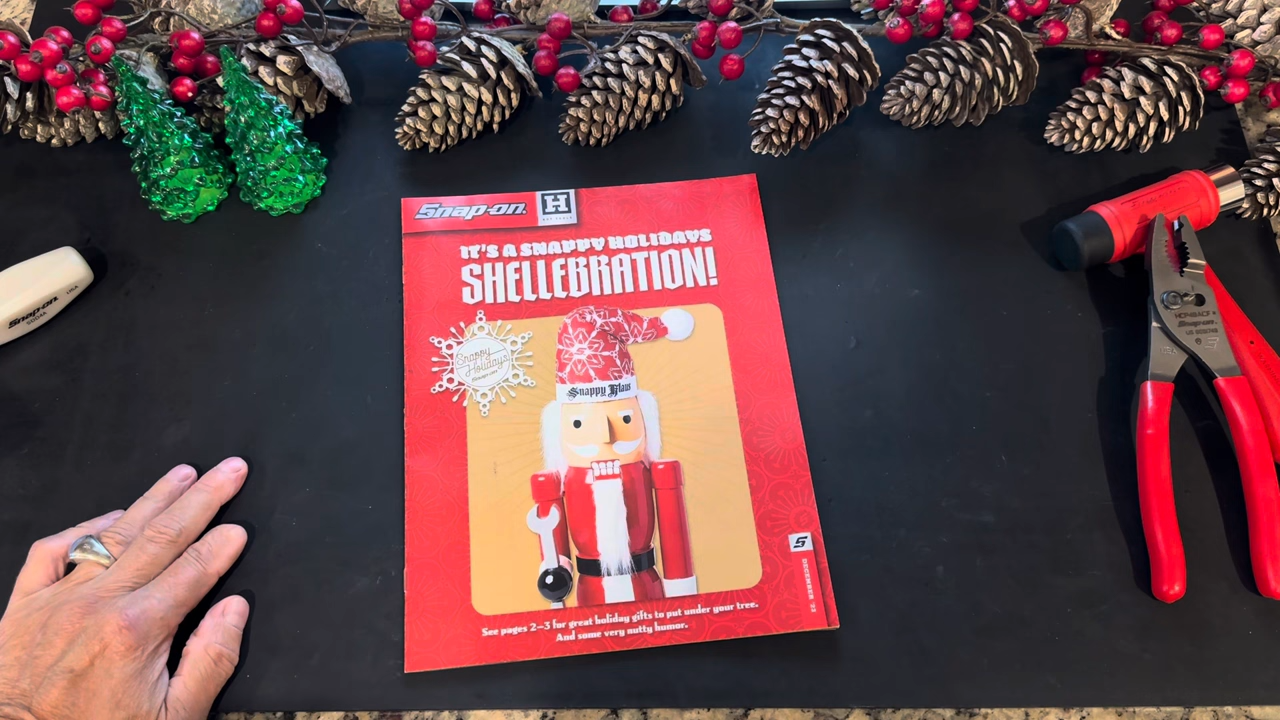 Snap-on
H
IT'S A SNAPPY HOLIDAYS
SHELLEBRATION!
Snappy
Holidays
Snappy Klaus
S
See pages 2–3 for great holiday gifts to put under your tree.
And some very nutty humor.
Snap-on
USA
Snap-on